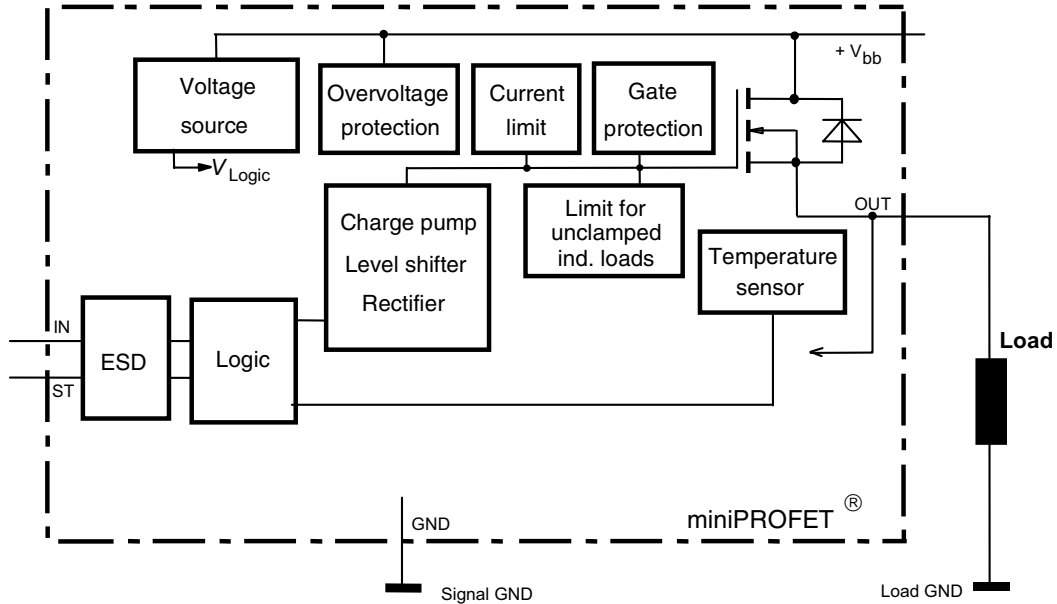 + V bb
Voltage
source
Overvoltage
protection
Current
limit
Gate
protection
V Logic
Charge pump
Level shifter
Rectifier
Limit for
unclamped
ind. loads
OUT
Temperature
sensor
IN
ST
ESD
Logic
Load
GND
miniPROFET ®
Signal GND
Load GND